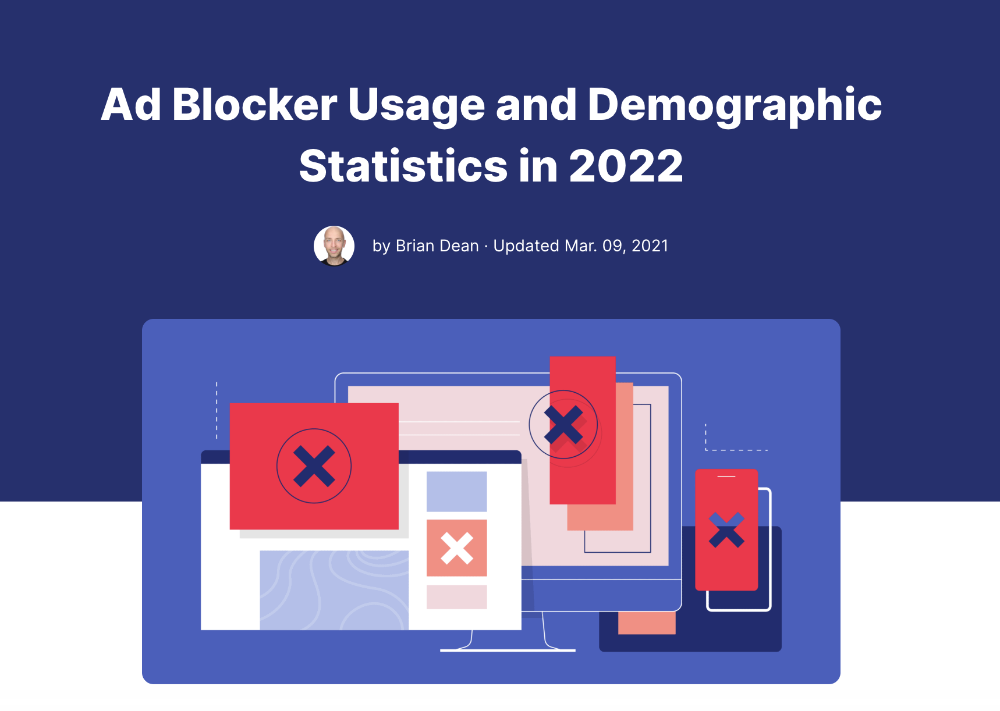 Ad Blocker Usage and Demographic
Statistics in 2022
by Brian Dean · Updated Mar. 09, 2021